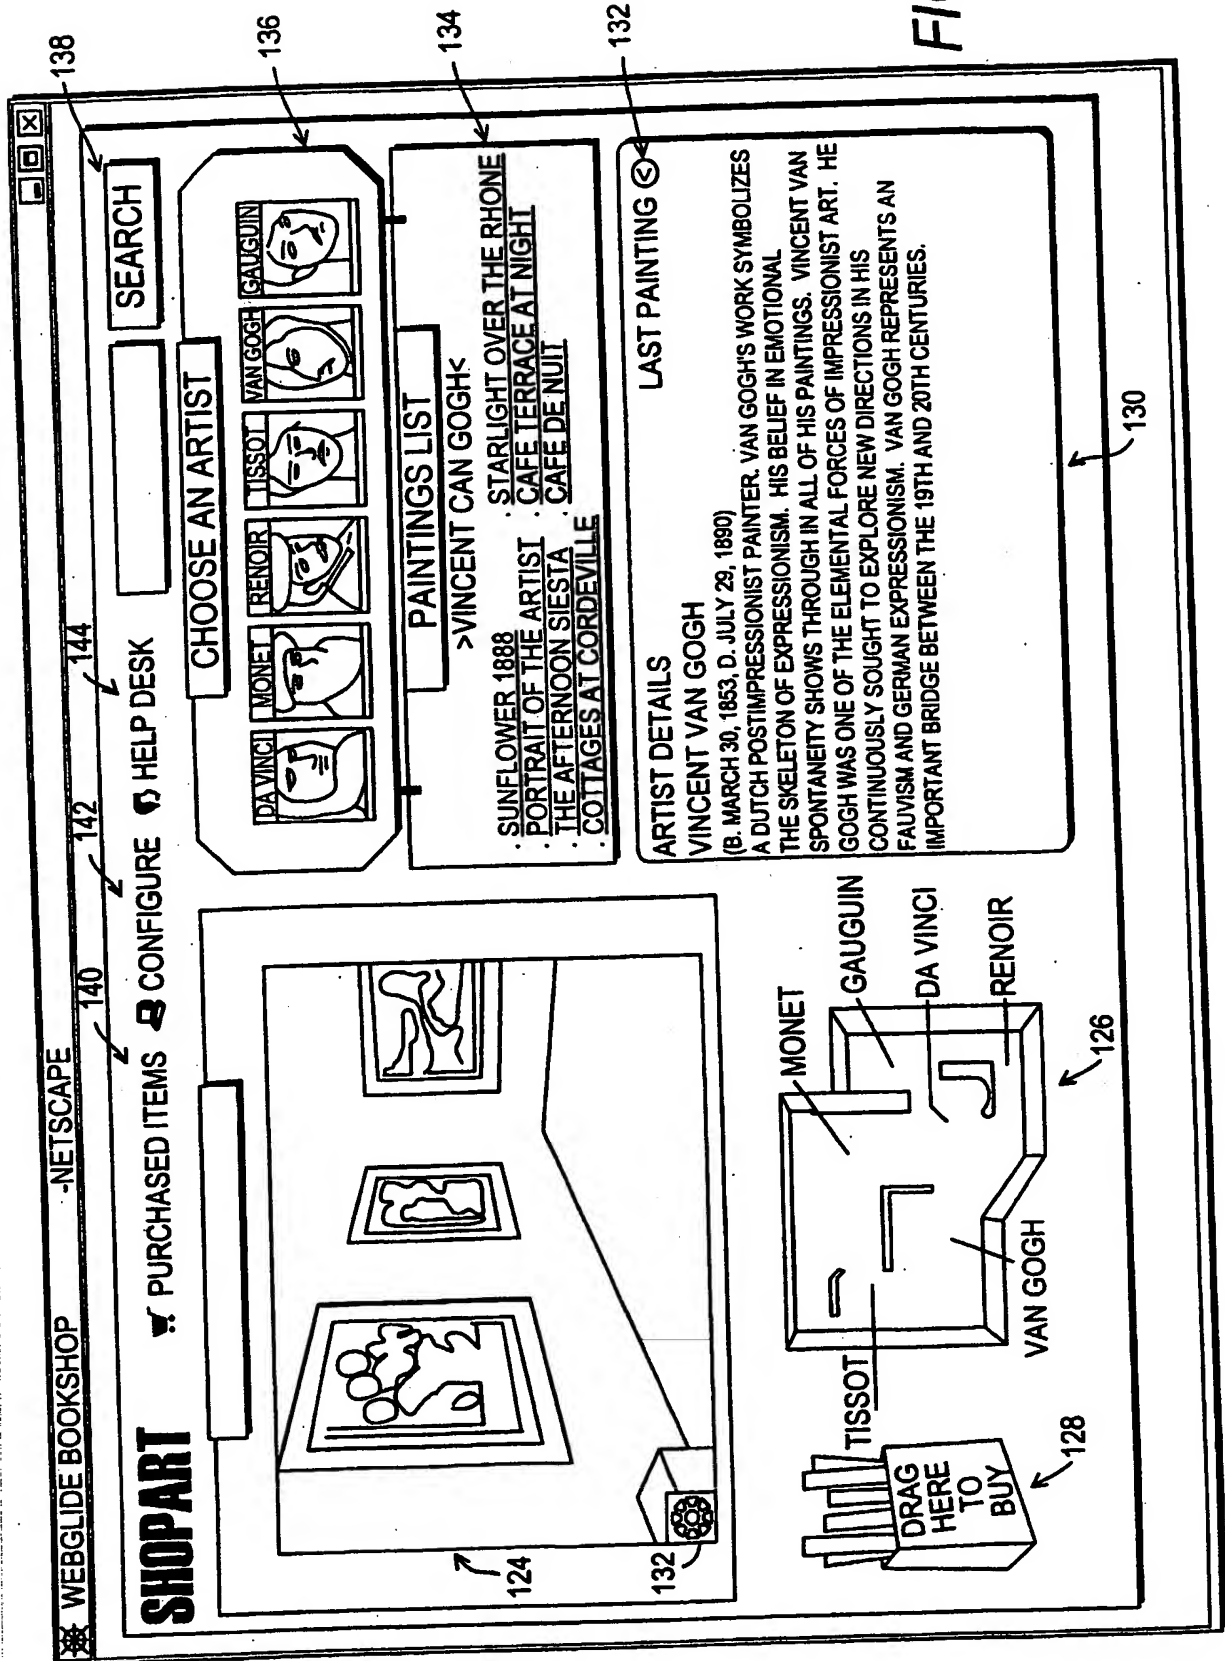 WEBGLIDE BOOKSHOP -NETSCAPE
140
142
144
138
SHOPART
PURCHASED ITEMS
CONFIGURE
HELP DESK
SEARCH
CHOOSE AN ARTIST
136
DA VINCI
MONET
RENOIR
TISSOT
VAN GOGH
GAUGUIN
PAINTINGS LIST
134
>VINCENT CAN GOGH<
· SUNFLOWER 1888
· PORTRAIT OF THE ARTIST
· THE AFTERNOON SIESTA
· COTTAGES AT CORDEVILLE
· STARLIGHT OVER THE RHONE
· CAFE TERRACE AT NIGHT
· CAFE DE NUIT
124
132
ARTIST DETAILS
LAST PAINTING <
132
VINCENT VAN GOGH
(B. MARCH 30, 1853, D. JULY 29, 1890)
A DUTCH POSTIMPRESSIONIST PAINTER. VAN GOGH'S WORK SYMBOLIZES
THE SKELETON OF EXPRESSIONISM. HIS BELIEF IN EMOTIONAL
SPONTANEITY SHOWS THROUGH IN ALL OF HIS PAINTINGS. VINCENT VAN
GOGH WAS ONE OF THE ELEMENTAL FORCES OF IMPRESSIONIST ART. HE
CONTINUOUSLY SOUGHT TO EXPLORE NEW DIRECTIONS IN HIS
FAUVISM AND GERMAN EXPRESSIONISM. VAN GOGH REPRESENTS AN
IMPORTANT BRIDGE BETWEEN THE 19TH AND 20TH CENTURIES.
130
DRAG
HERE
TO
BUY
128
TISSOT
MONET
GAUGUIN
DA VINCI
RENOIR
VAN GOGH
126